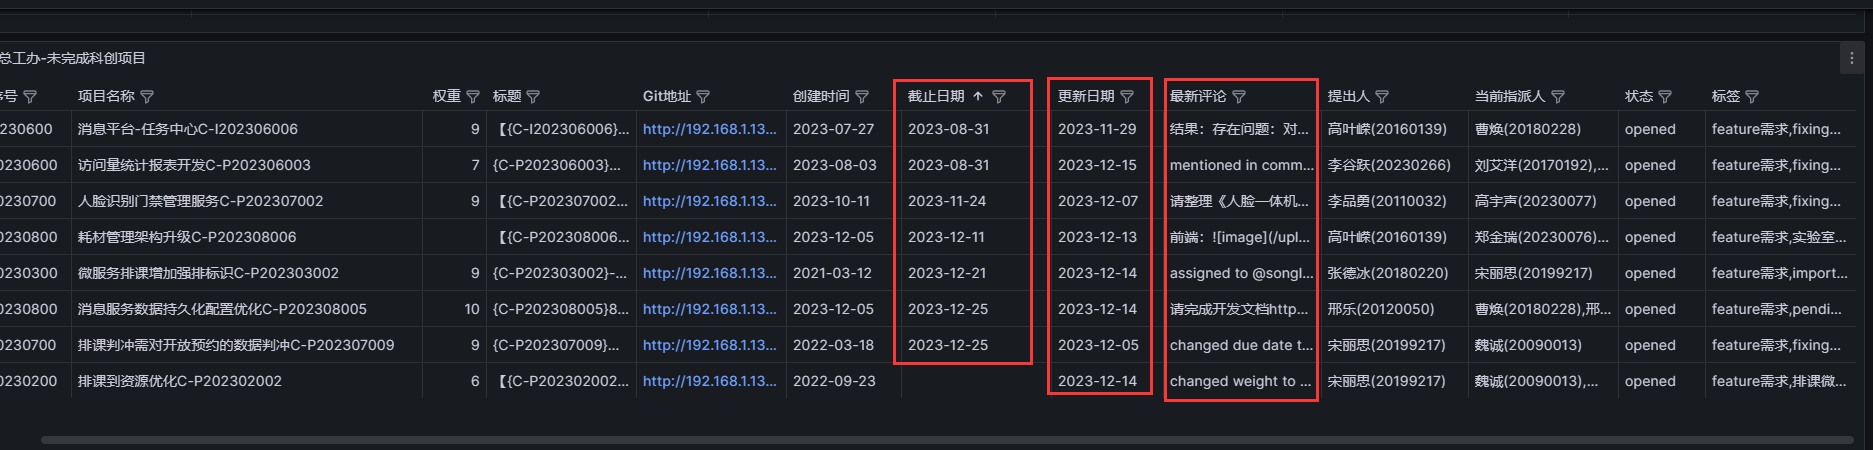 总工办-未完成科创项目
序号 项目名称 权重 标题 Git地址 创建时间 截止日期 更新日期 最新评论 提出人 当前指派人 状态 标签
230600 消息平台-任务中心C-I202306006 9 【{C-I202306006}... http://192.168.1.13... 2023-07-27 2023-08-31 2023-11-29 结果：存在问题：对... 高叶嵘(20160139) 曹焕(20180228) opened feature需求,fixing...
0230600 访问量统计报表开发C-P202306003 7 {C-P202306003}... http://192.168.1.13... 2023-08-03 2023-08-31 2023-12-15 mentioned in comm... 李谷跃(20230266) 刘艾洋(20170192),... opened feature需求,fixing...
0230700 人脸识别门禁管理服务C-P202307002 9 【{C-P202307002... http://192.168.1.13... 2023-10-11 2023-11-24 2023-12-07 请整理《人脸一体机... 李品勇(20110032) 高宇声(20230077) opened feature需求,fixing...
0230800 耗材管理架构升级C-P202308006 【{C-P202308006... http://192.168.1.13... 2023-12-05 2023-12-11 2023-12-13 前端：![image](/upl... 高叶嵘(20160139) 郑金瑞(20230076)... opened feature需求,实验室...
0230300 微服务排课增加强排标识C-P202303002 9 {C-P202303002}-... http://192.168.1.13... 2021-03-12 2023-12-21 2023-12-14 assigned to @songl... 张德冰(20180220) 宋丽思(20199217) opened feature需求,import...
0230800 消息服务数据持久化配置优化C-P202308005 10 {C-P202308005}8... http://192.168.1.13... 2023-12-05 2023-12-25 2023-12-14 请完成开发文档http... 邢乐(20120050) 曹焕(20180228),邢... opened feature需求,pendi...
0230700 排课判冲需对开放预约的数据判冲C-P202307009 9 {C-P202307009}... http://192.168.1.13... 2022-03-18 2023-12-25 2023-12-05 changed due date t... 宋丽思(20199217) 魏诚(20090013) opened feature需求,fixing...
0230200 排课到资源优化C-P202302002 6 【{C-P202302002... http://192.168.1.13... 2022-09-23 2023-12-14 changed weight to ... 宋丽思(20199217) 魏诚(20090013),... opened feature需求,排课微...